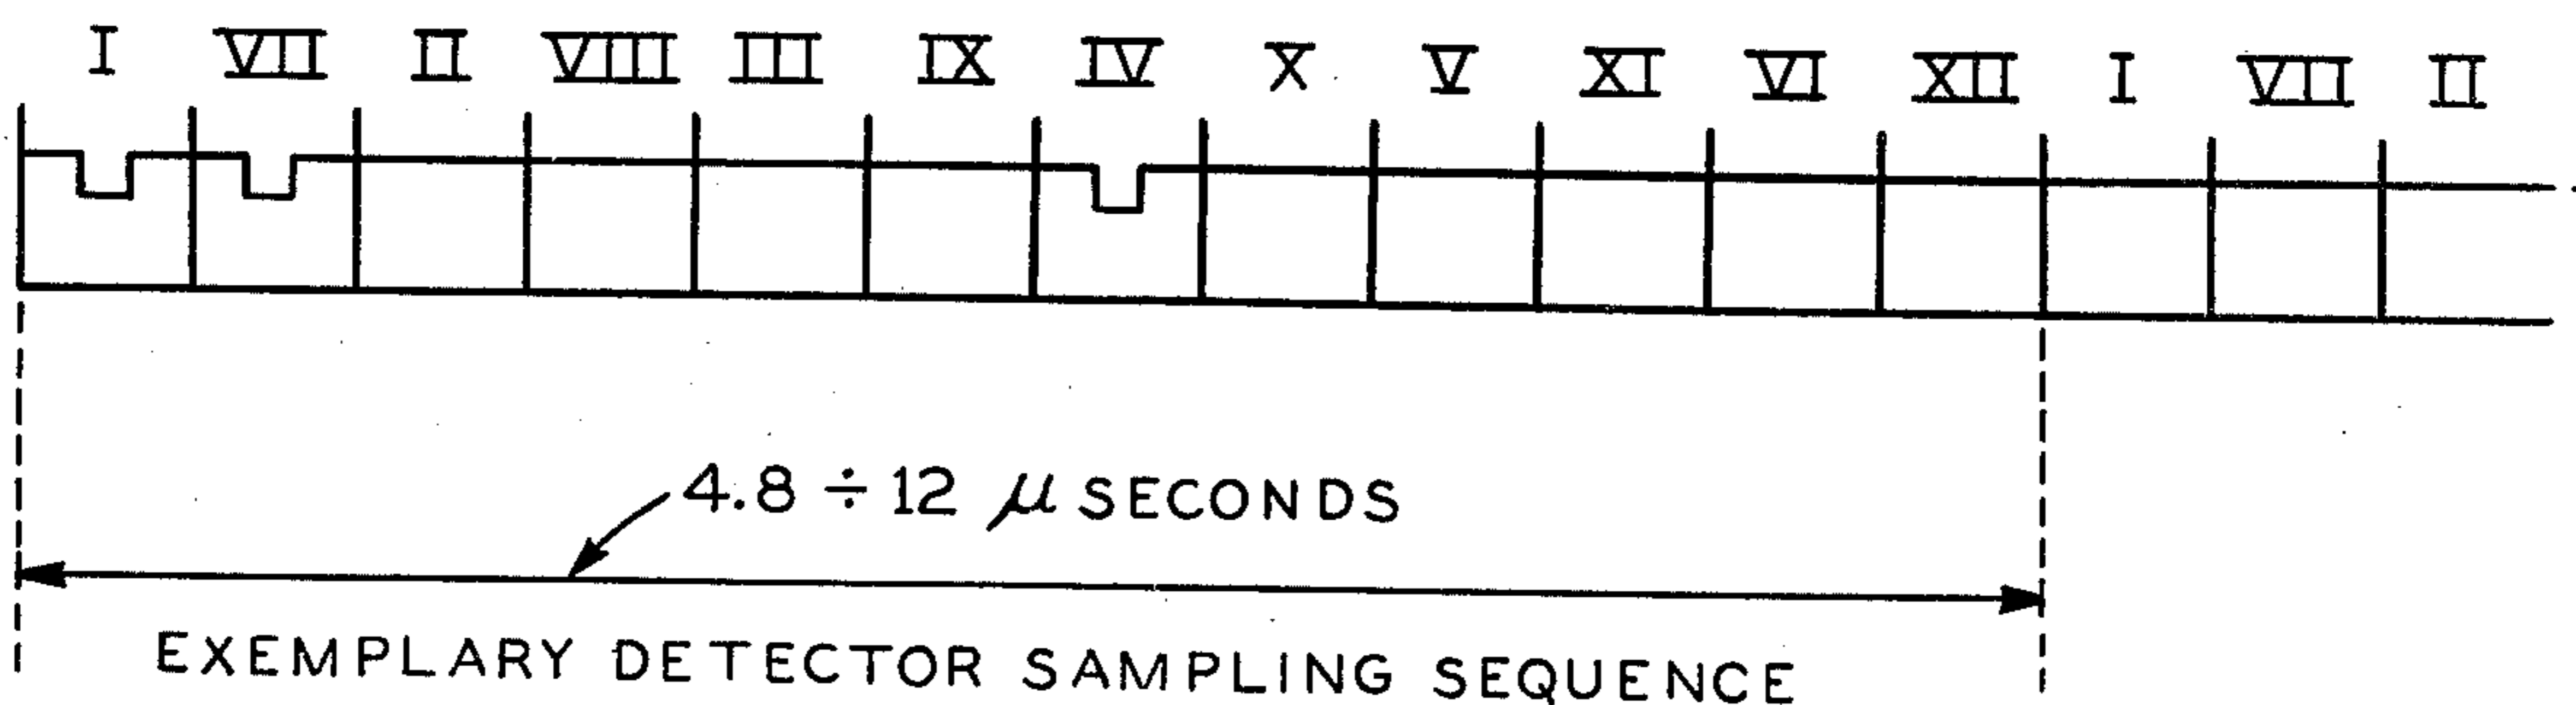 I VII II VIII III IX IV X V XI VI XII I VII II
4.8 ÷ 12 μ SECONDS
EXEMPLARY DETECTOR SAMPLING SEQUENCE